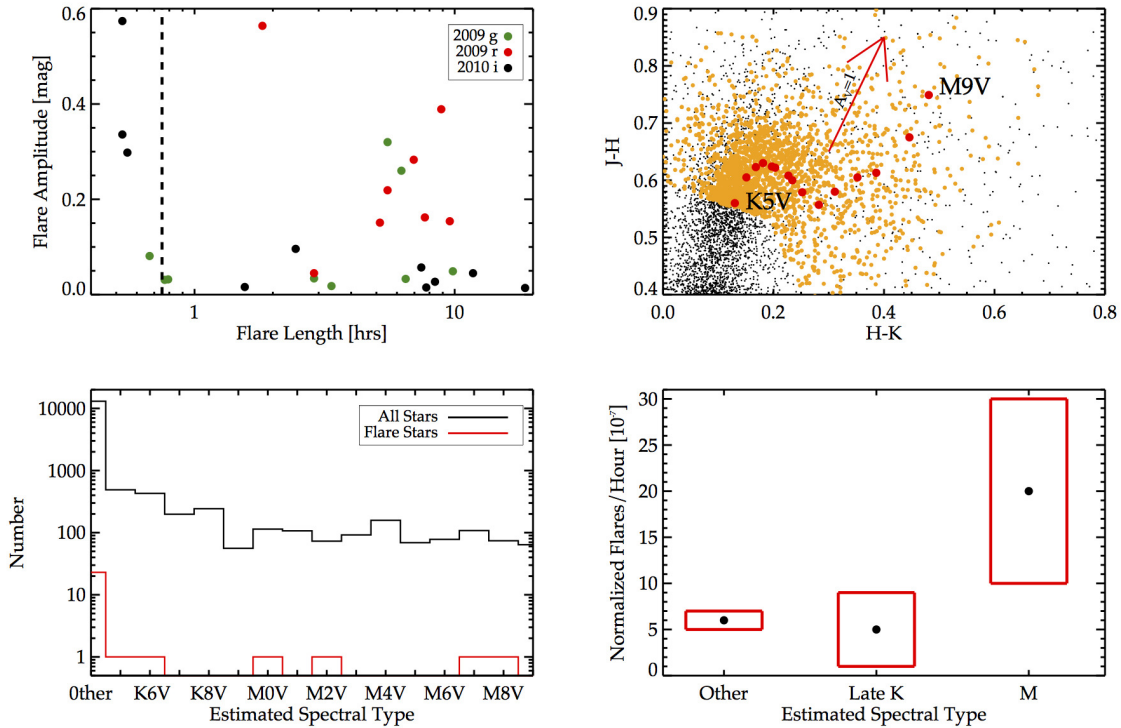 0.6
0.4
0.2
0.0
Flare Amplitude [mag]
1
10
Flare Length [hrs]
2009 g
2009 r
2010 i
0.9
0.8
0.7
0.6
0.5
0.4
J-H
0.0
0.2
0.4
0.6
0.8
H-K
M9V
K5V
Av=1
10000
1000
100
10
1
Number
All Stars
Flare Stars
0ther
K6V
K8V
M0V
M2V
M4V
M6V
M8V
Estimated Spectral Type
30
25
20
15
10
5
0
Normalized Flares/Hour [10-7]
Other
Late K
M
Estimated Spectral Type